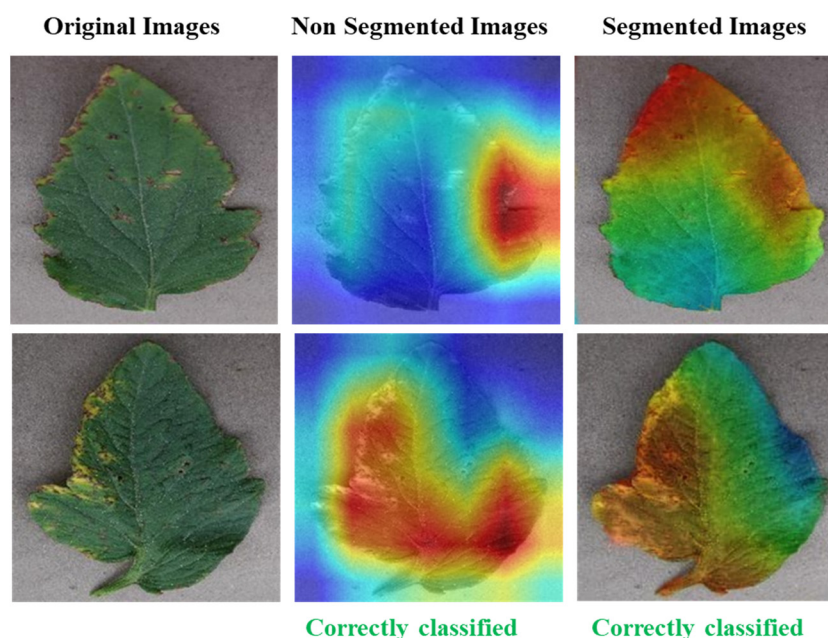 Original Images
Non Segmented Images
Segmented Images
Correctly classified
Correctly classified